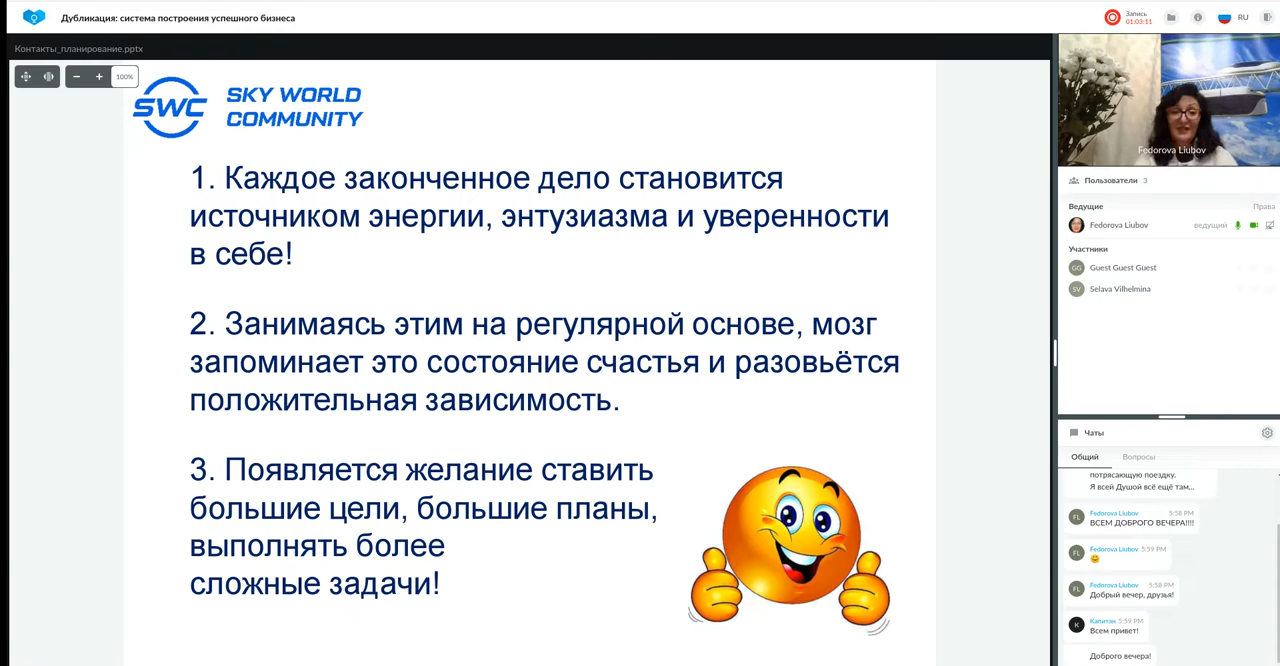 Дубликация: система построения успешного бизнеса
Запись
01:03:11
RU
Контакты_планирование.pptx
100%
SWC
SKY WORLD
COMMUNITY
1. Каждое законченное дело становится
источником энергии, энтузиазма и уверенности
в себе!
2. Занимаясь этим на регулярной основе, мозг
запоминает это состояние счастья и разовьётся
положительная зависимость.
3. Появляется желание ставить
большие цели, большие планы,
выполнять более
сложные задачи!
Fedorova Liubov
Пользователи 3
Ведущие Права
Fedorova Liubov ведущий
Участники
GG Guest Guest Guest
SV Selava Vilhelmina
Чаты
Общий Вопросы
потрясающую поездку.
Я всей Душой всё ещё там...
FL Fedorova Liubov 5:58 PM
ВСЕМ ДОБРОГО ВЕЧЕРА!!!!
FL Fedorova Liubov 5:59 PM
FL Fedorova Liubov 5:58 PM
Добрый вечер, друзья!
К Капитан 5:59 PM
Всем привет!
Доброго вечера!